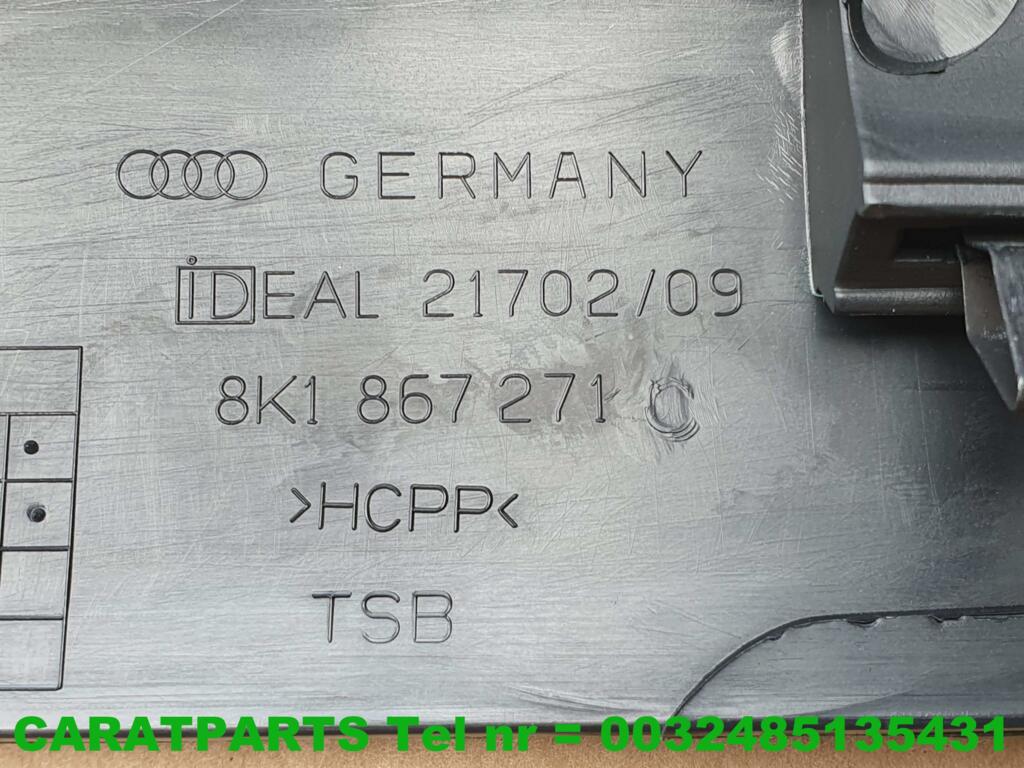 GERMANY
IDEAL 21702/09
8K1 867 271 C
>HCPP<
TSB
CARATPARTS Tel nr = 0032485135431